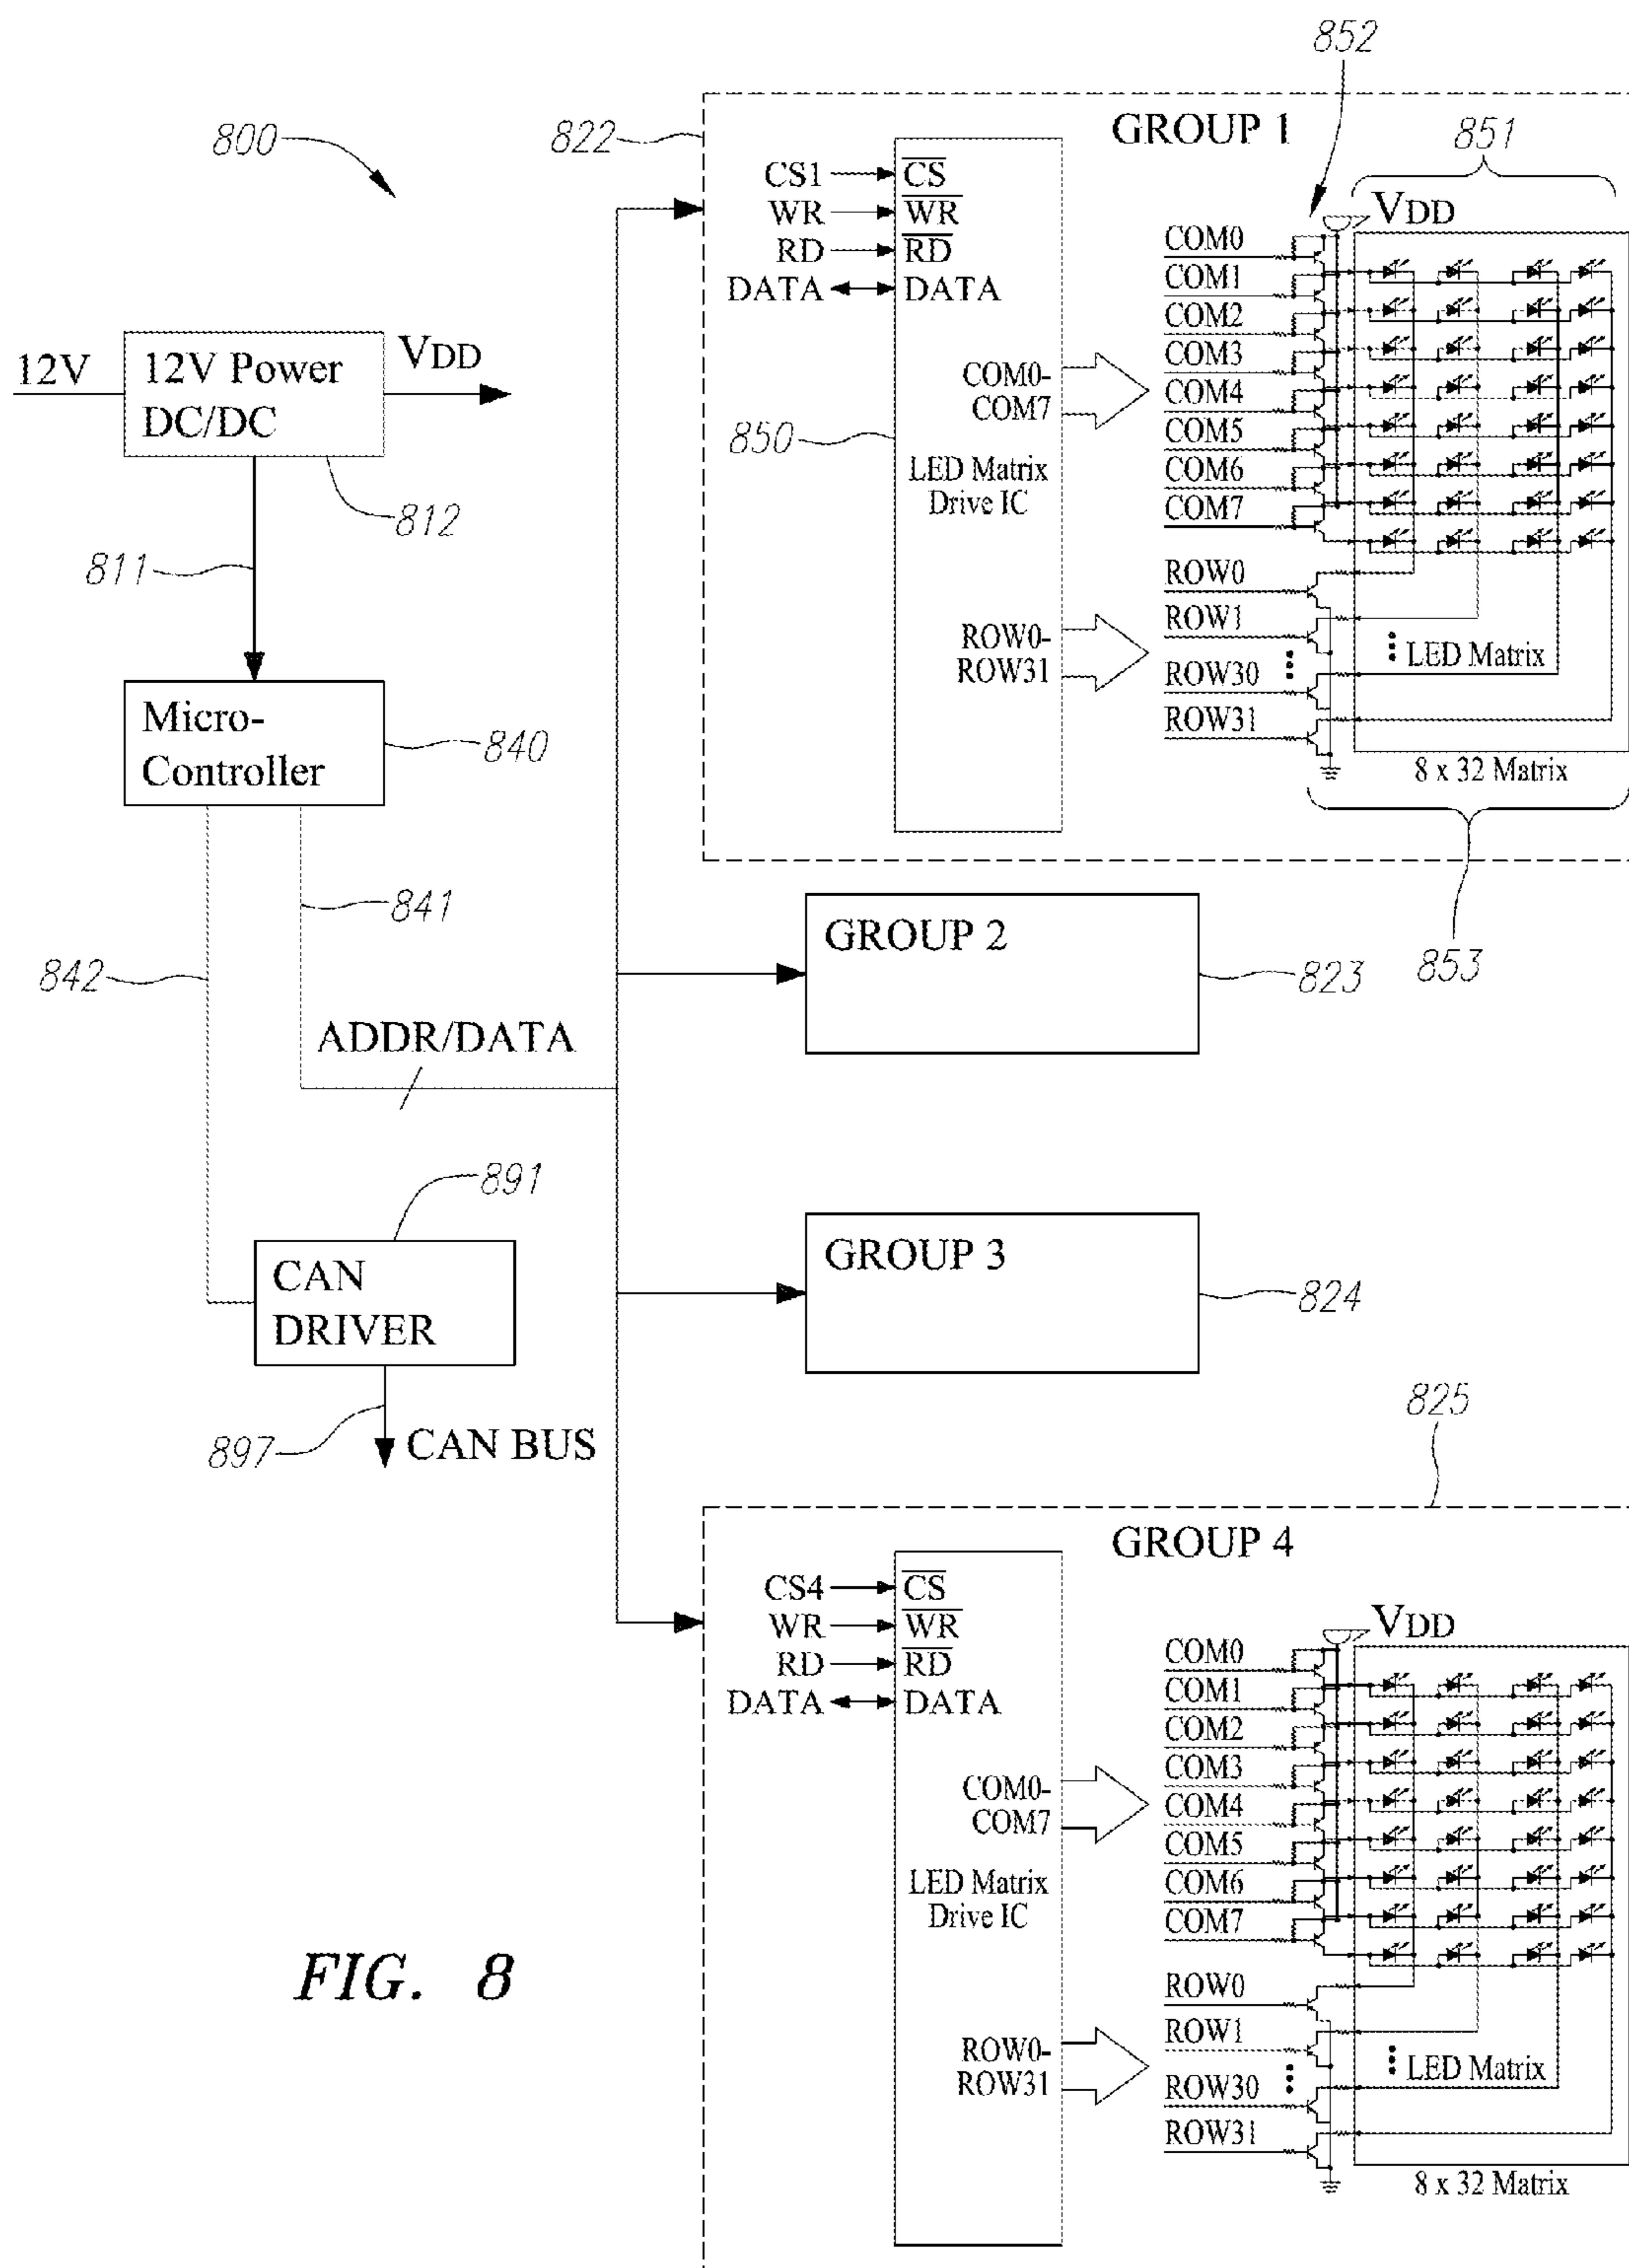 852
822
GROUP 1
851
800
CS1
CS
WR
WR
RD
RD
DATA
DATA
VDD
COM0
COM1
COM2
COM3
COM4
COM5
COM6
COM7
COM0-
COM7
850
LED Matrix
Drive IC
12V
12V Power
DC/DC
VDD
812
811
ROW0
ROW1
ROW30
ROW31
ROW0-
ROW31
LED Matrix
8 x 32 Matrix
853
Micro-
Controller
840
841
842
ADDR/DATA
GROUP 2
823
891
CAN
DRIVER
897
CAN BUS
GROUP 3
824
825
GROUP 4
CS4
CS
WR
WR
RD
RD
DATA
DATA
VDD
COM0
COM1
COM2
COM3
COM4
COM5
COM6
COM7
COM0-
COM7
LED Matrix
Drive IC
ROW0
ROW1
ROW30
ROW31
ROW0-
ROW31
LED Matrix
8 x 32 Matrix
FIG. 8